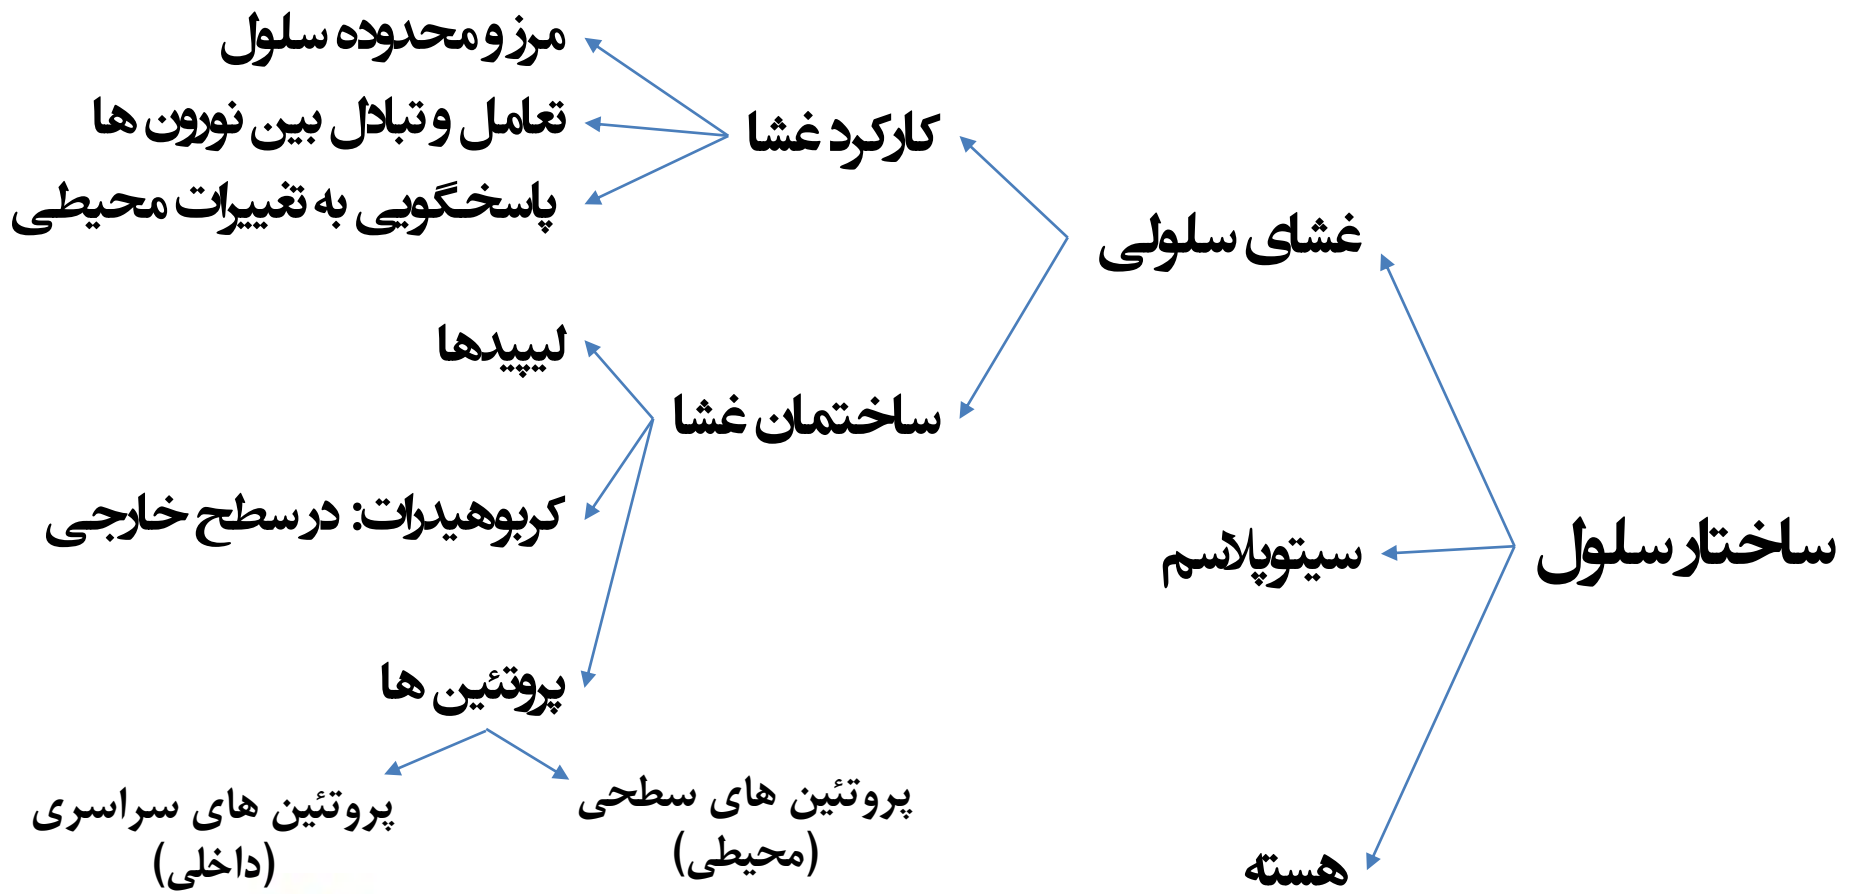 ساختار سلول
غشای سلولی
کارکرد غشا
مرز و محدوده سلول
تعامل و تبادل بین نورون ها
پاسخگویی به تغییرات محیطی
ساختمان غشا
لیپیدها
کربوهیدرات: در سطح خارجی
پروتئین ها
پروتئین های سطحی
(محیطی)
پروتئین های سراسری
(داخلی)
سیتوپلاسم
هسته